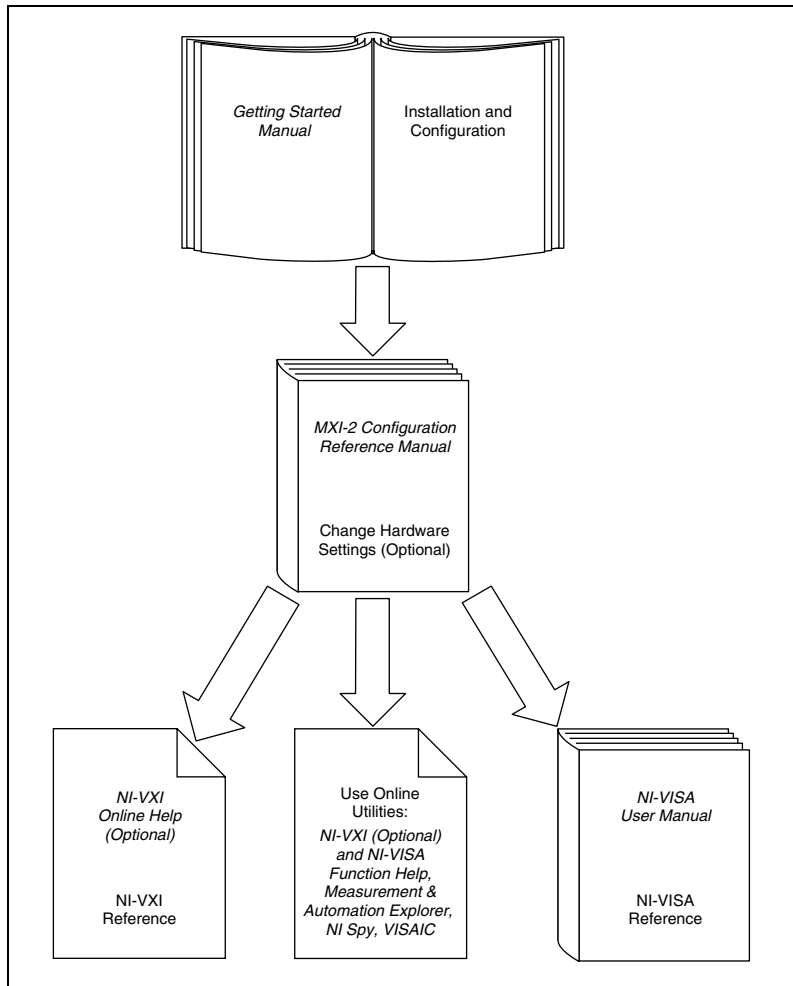 Getting Started
Manual
Installation and
Configuration
MXI-2 Configuration
Reference Manual
Change Hardware
Settings (Optional)
NI-VXI
Online Help
(Optional)
NI-VXI
Reference
Use Online
Utilities:
NI-VXI (Optional)
and NI-VISA
Function Help,
Measurement &
Automation Explorer,
NI Spy, VISAIC
NI-VISA
User Manual
NI-VISA
Reference